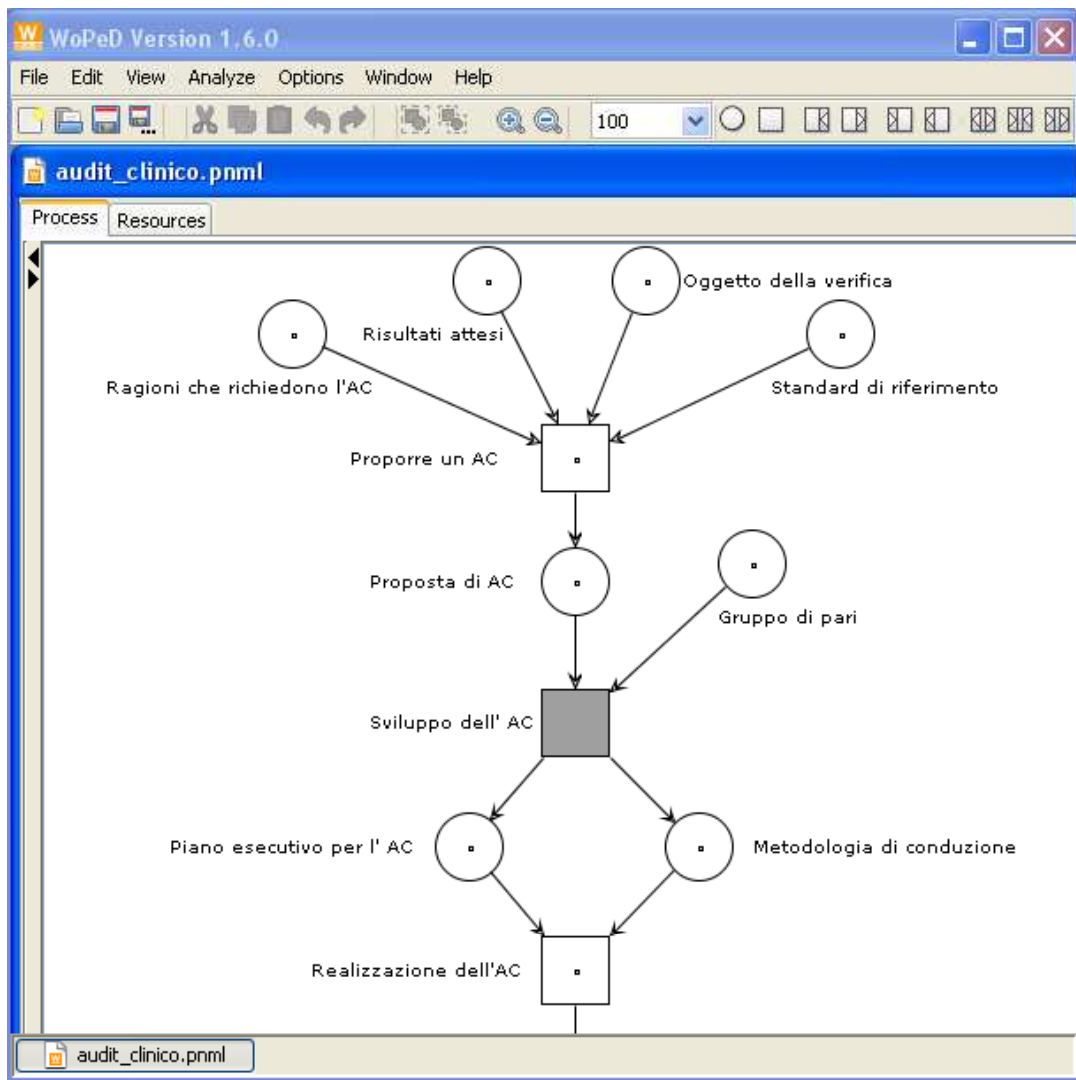 WoPeD Version 1.6.0
File Edit View Analyze Options Window Help
100
audit_clinico.pnml
Process Resources
Oggetto della verifica
Risultati attesi
Ragioni che richiedono l'AC
Standard di riferimento
Proporre un AC
Proposta di AC
Gruppo di pari
Sviluppo dell' AC
Piano esecutivo per l' AC
Metodologia di conduzione
Realizzazione dell'AC
audit_clinico.pnml